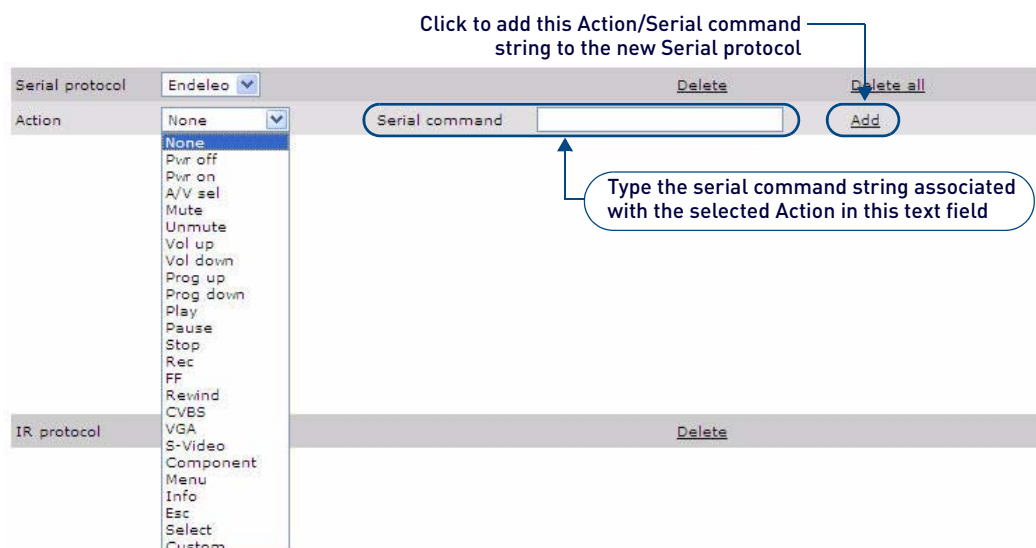 Click to add this Action/Serial command
string to the new Serial protocol
Serial protocol Endeleo Delete Delete all
Action None Serial command Add
None
Pwr off
Pwr on
A/V sel
Mute
Unmute
Vol up
Vol down
Prog up
Prog down
Play
Pause
Stop
Rec
FF
Rewind
CVBS
VGA
S-Video
Component
Menu
Info
Esc
Select
Custom
Type the serial command string associated
with the selected Action in this text field
IR protocol Delete